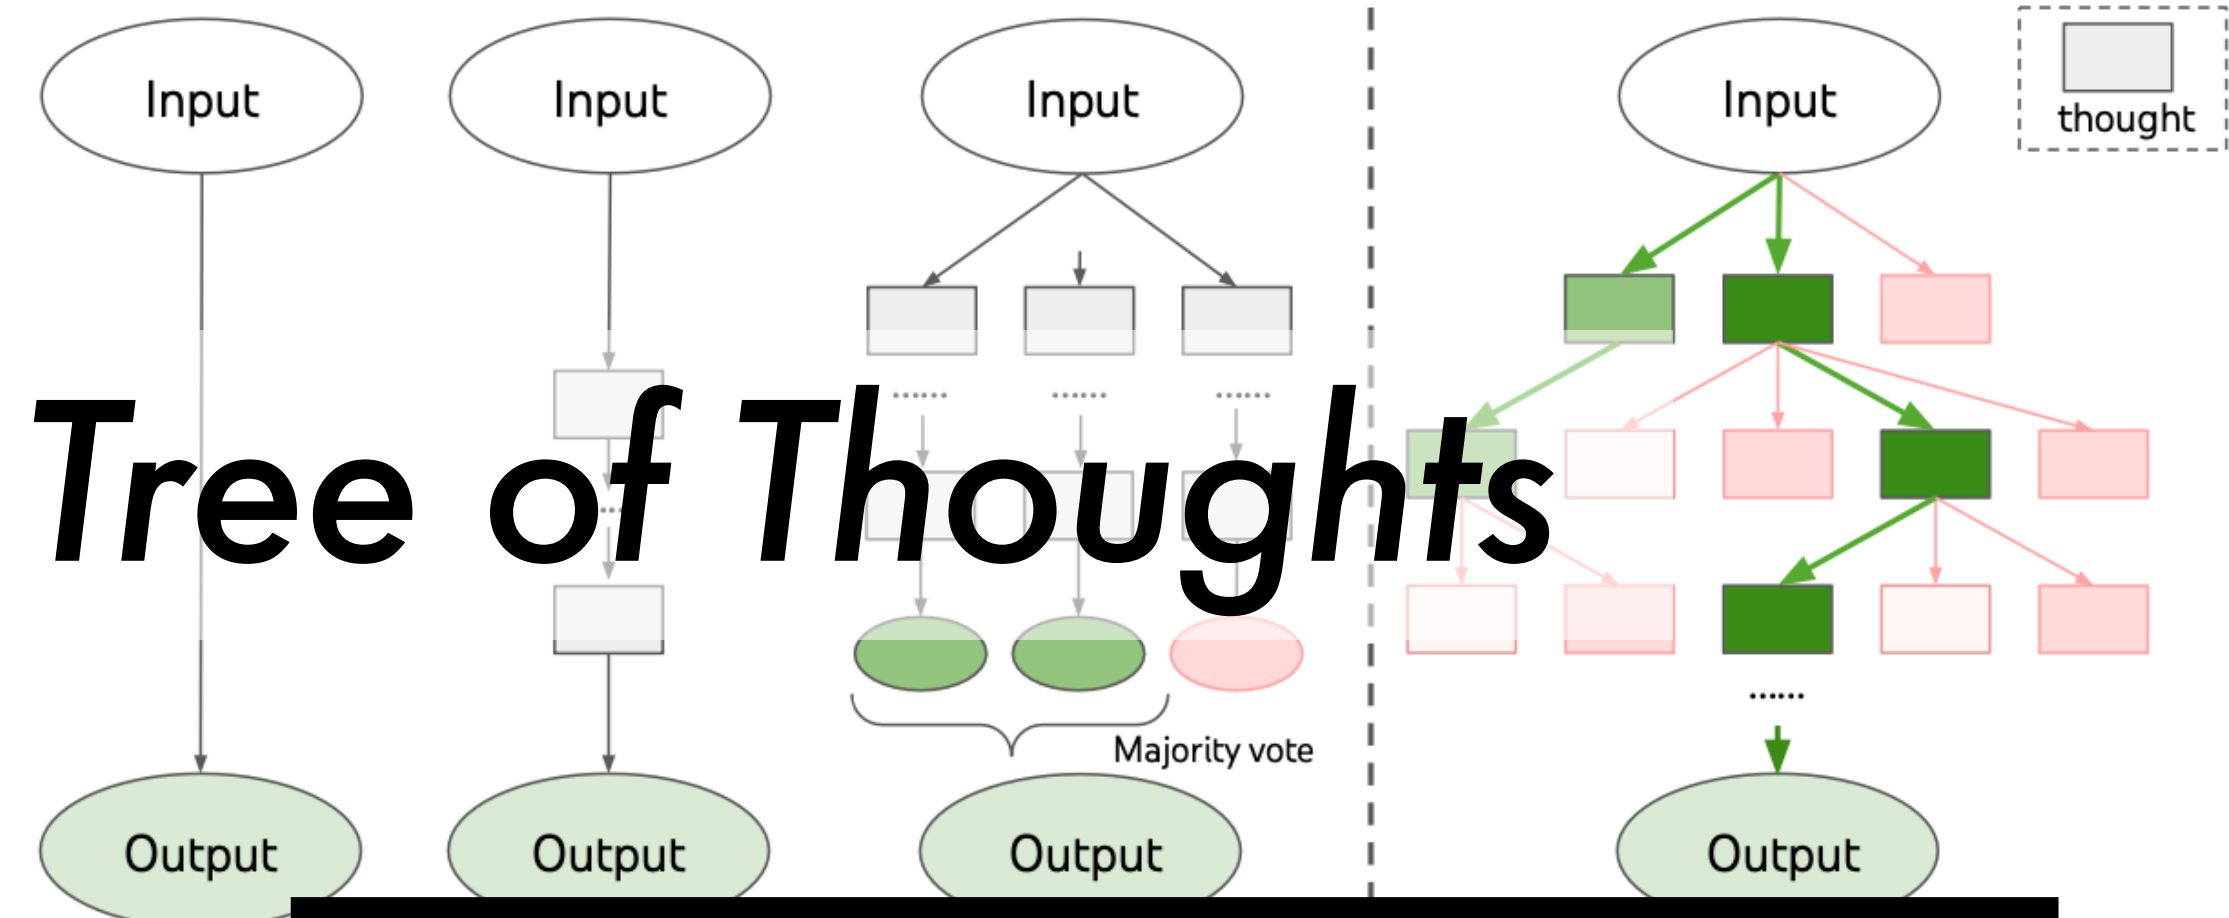 Input
Input
Input
Input
thought
......
......
......
Tree of Thoughts
......
Majority vote
Output
Output
Output
Output